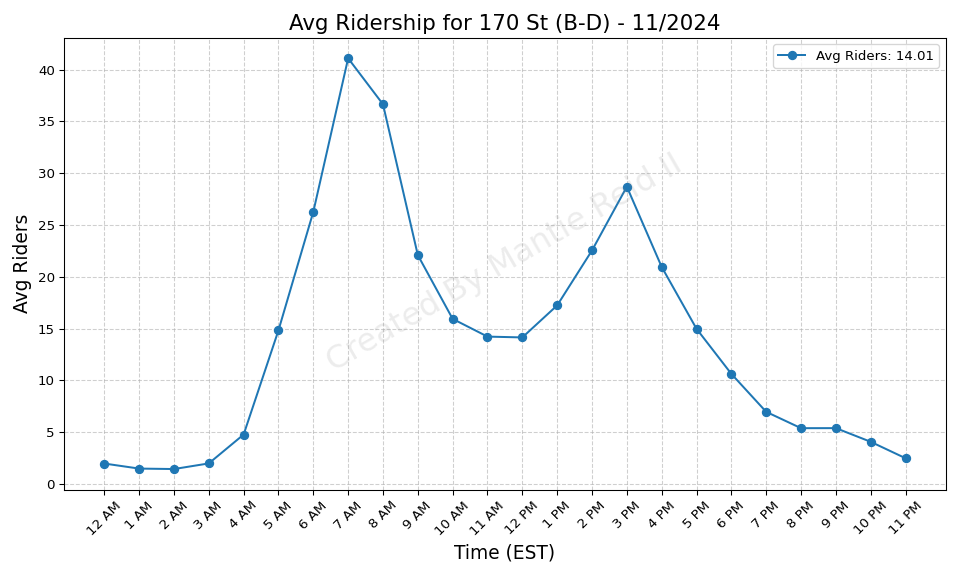 Avg Ridership for 170 St (B-D) - 11/2024
Avg Riders: 14.01
Avg Riders
40
35
30
25
20
15
10
5
0
Created By Mantle Reid II
12 AM
1 AM
2 AM
3 AM
4 AM
5 AM
6 AM
7 AM
8 AM
9 AM
10 AM
11 AM
12 PM
1 PM
2 PM
3 PM
4 PM
5 PM
6 PM
7 PM
8 PM
9 PM
10 PM
11 PM
Time (EST)